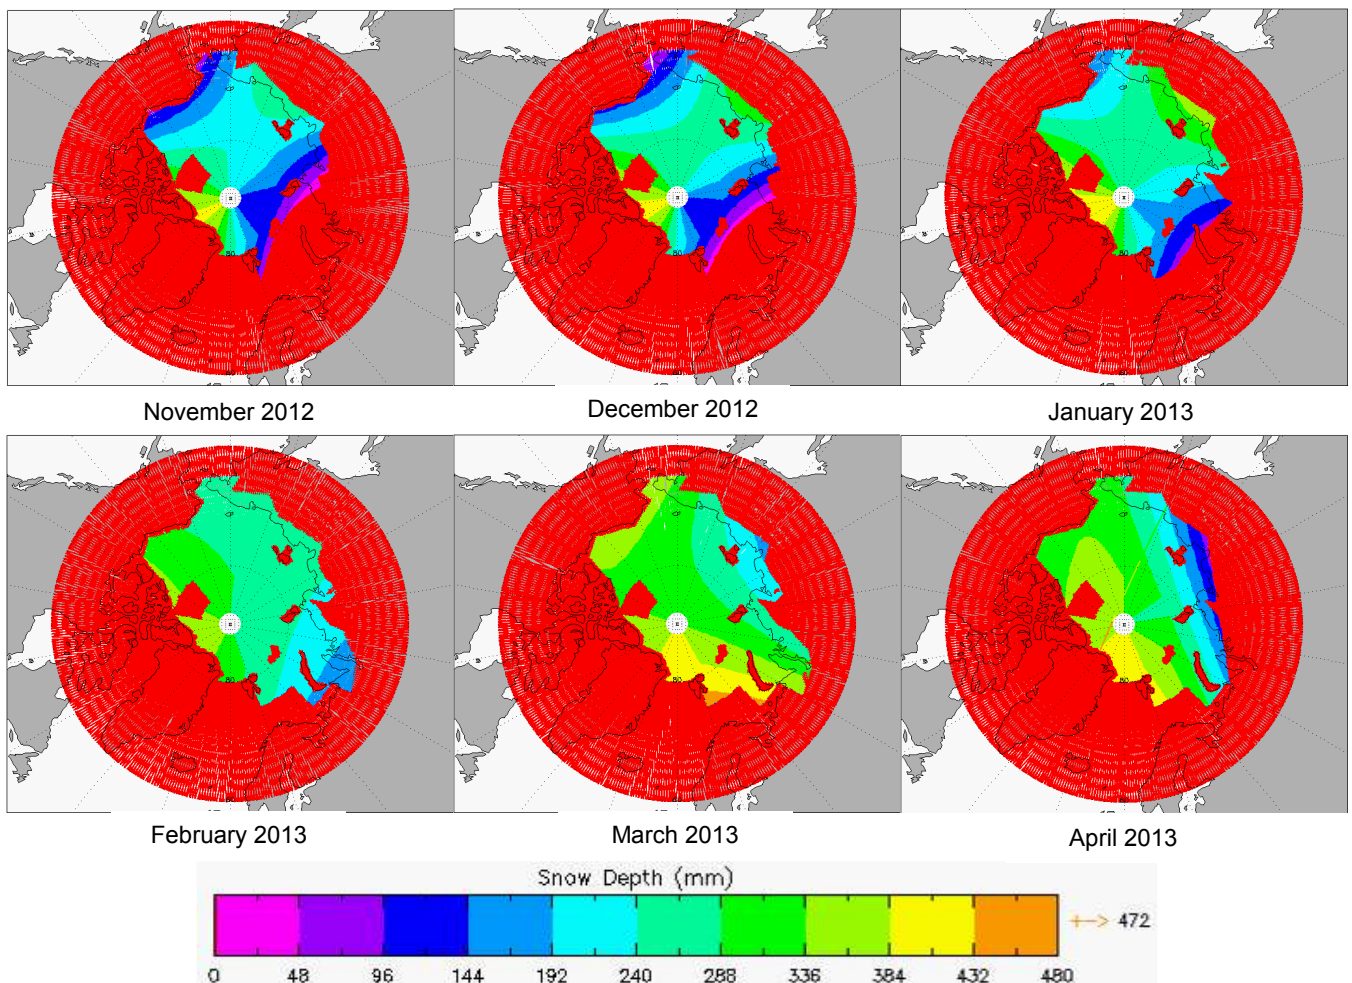 November 2012
December 2012
January 2013
February 2013
March 2013
April 2013
Snow Depth (mm)
+--> 472
0 48 96 144 192 240 288 336 384 432 480